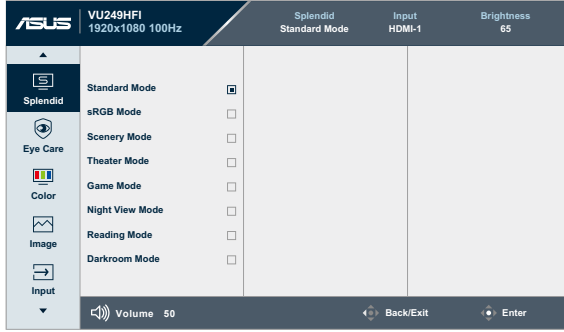 ASUS
VU249HFI
1920x1080 100Hz
Splendid
Standard Mode
Input
HDMI-1
Brightness
65
Splendid
Eye Care
Color
Image
Input
Standard Mode
sRGB Mode
Scenery Mode
Theater Mode
Game Mode
Night View Mode
Reading Mode
Darkroom Mode
Volume 50
Back/Exit
Enter